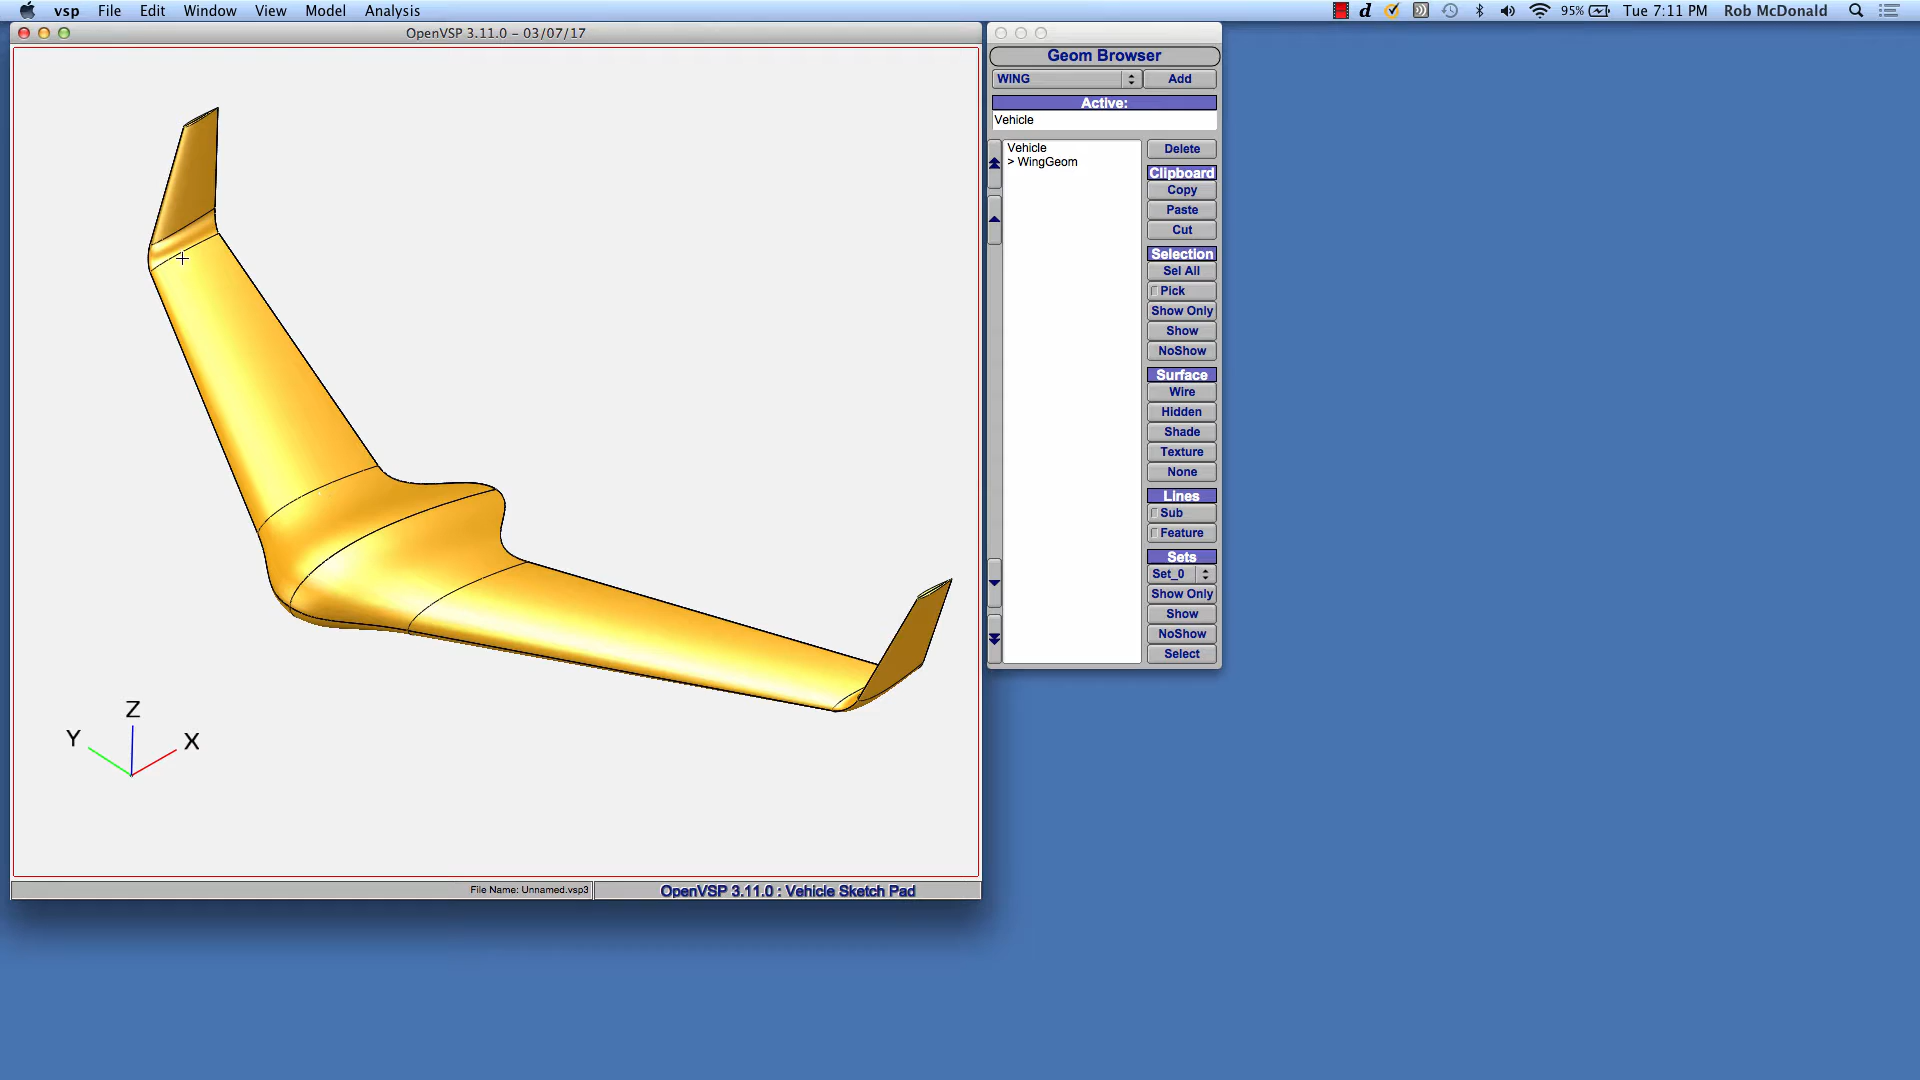 vsp File Edit Window View Model Analysis
95% Tue 7:11 PM Rob McDonald
OpenVSP 3.11.0 - 03/07/17
Z
Y
X
File Name: Unnamed.vsp3
OpenVSP 3.11.0 : Vehicle Sketch Pad
Geom Browser
WING
Add
Active:
Vehicle
Vehicle
> WingGeom
Delete
Clipboard
Copy
Paste
Cut
Selection
Sel All
Pick
Show Only
Show
NoShow
Surface
Wire
Hidden
Shade
Texture
None
Lines
Sub
Feature
Sets
Set_0
Show Only
Show
NoShow
Select